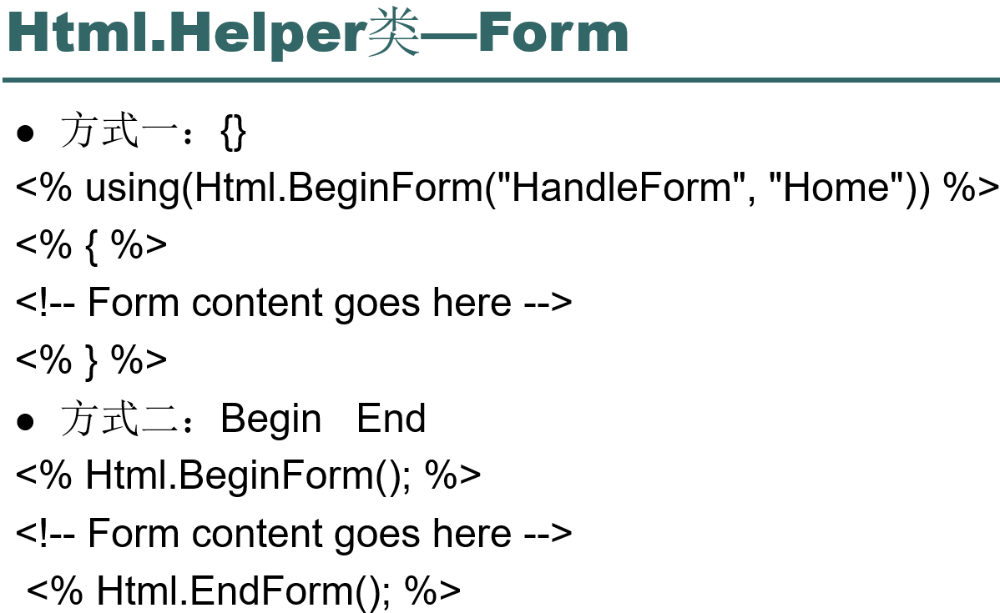 Html.Helper类—Form
● 方式一：{}
<% using(Html.BeginForm("HandleForm", "Home")) %>
<% { %>
<!-- Form content goes here -->
<% } %>
● 方式二：Begin   End
<% Html.BeginForm(); %>
<!-- Form content goes here -->
<% Html.EndForm(); %>